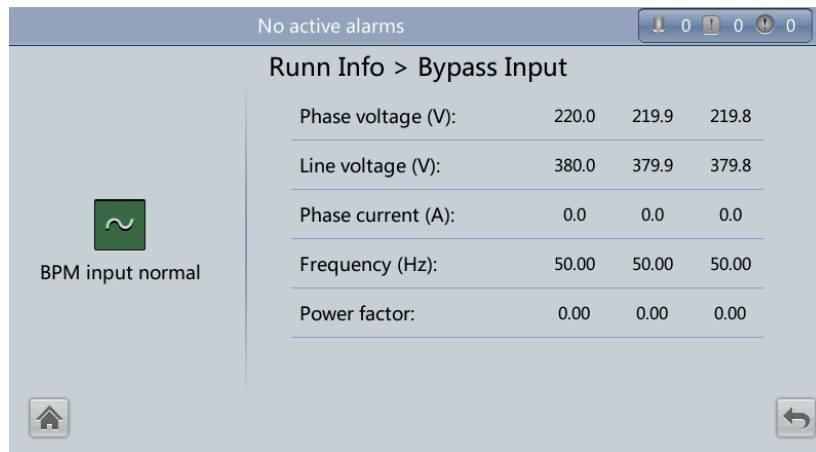 No active alarms 0 0 0
Runn Info > Bypass Input
Phase voltage (V): 220.0 219.9 219.8
Line voltage (V): 380.0 379.9 379.8
Phase current (A): 0.0 0.0 0.0
BPM input normal
Frequency (Hz): 50.00 50.00 50.00
Power factor: 0.00 0.00 0.00